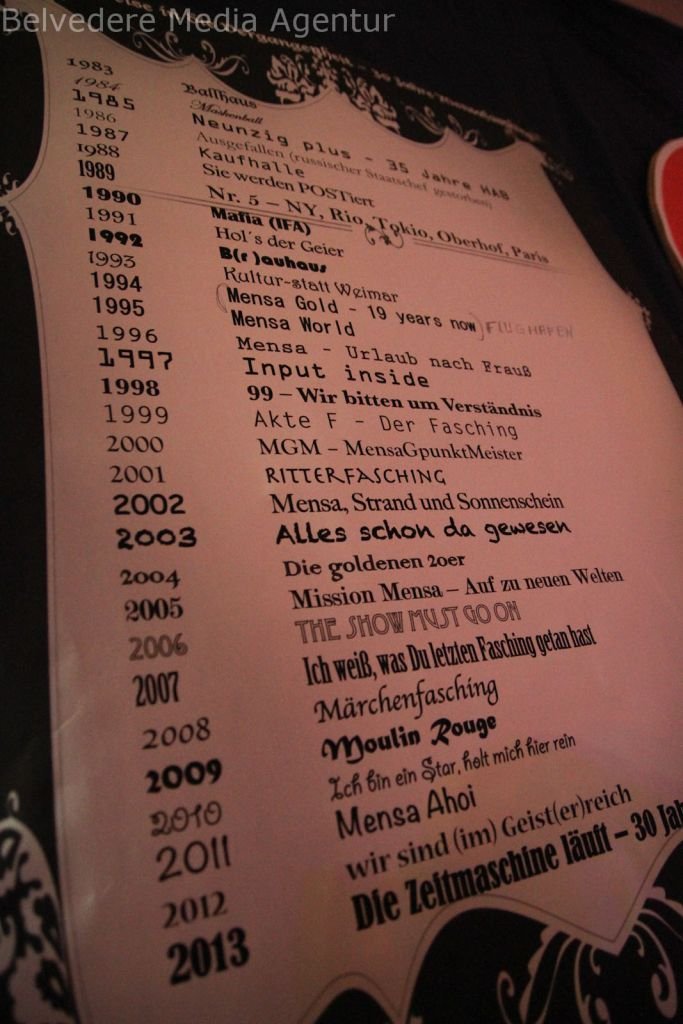 Belvedere Media Agentur
1983 Ballhaus
1984 Maskenball
1985 Neunzig plus - 35 Jahre HAB
1986 Ausgefallen (russischer Staatschef gestorben)
1987 Kaufhalle
1988 Sie werden POSTiert
1989 Nr. 5 – NY, Rio, Tokio, Oberhof, Paris
1990 Mafia (IFA)
1991 Hol´s der Geier
1992 B(r)auhaus
1993 Kultur-statt Weimar
1994 (Mensa Gold - 19 years now) FLUGHAFEN
1995 Mensa World
1996 Mensa - Urlaub nach Frauß
1997 Input inside
1998 99 – Wir bitten um Verständnis
1999 Akte F - Der Fasching
2000 MGM – MensaGpunktMeister
2001 RITTERFASCHING
2002 Mensa, Strand und Sonnenschein
2003 Alles schon da gewesen
2004 Die goldenen 20er
2005 Mission Mensa – Auf zu neuen Welten
2006 THE SHOW MUST GO ON
2007 Ich weiß, was Du letzten Fasching getan hast
2008 Märchenfasching
2009 Moulin Rouge
2010 Ich bin ein Star, holt mich hier rein
2011 Mensa Ahoi
2012 wir sind (im) Geist(er)reich
2013 Die Zeitmaschine läuft – 30 Jah